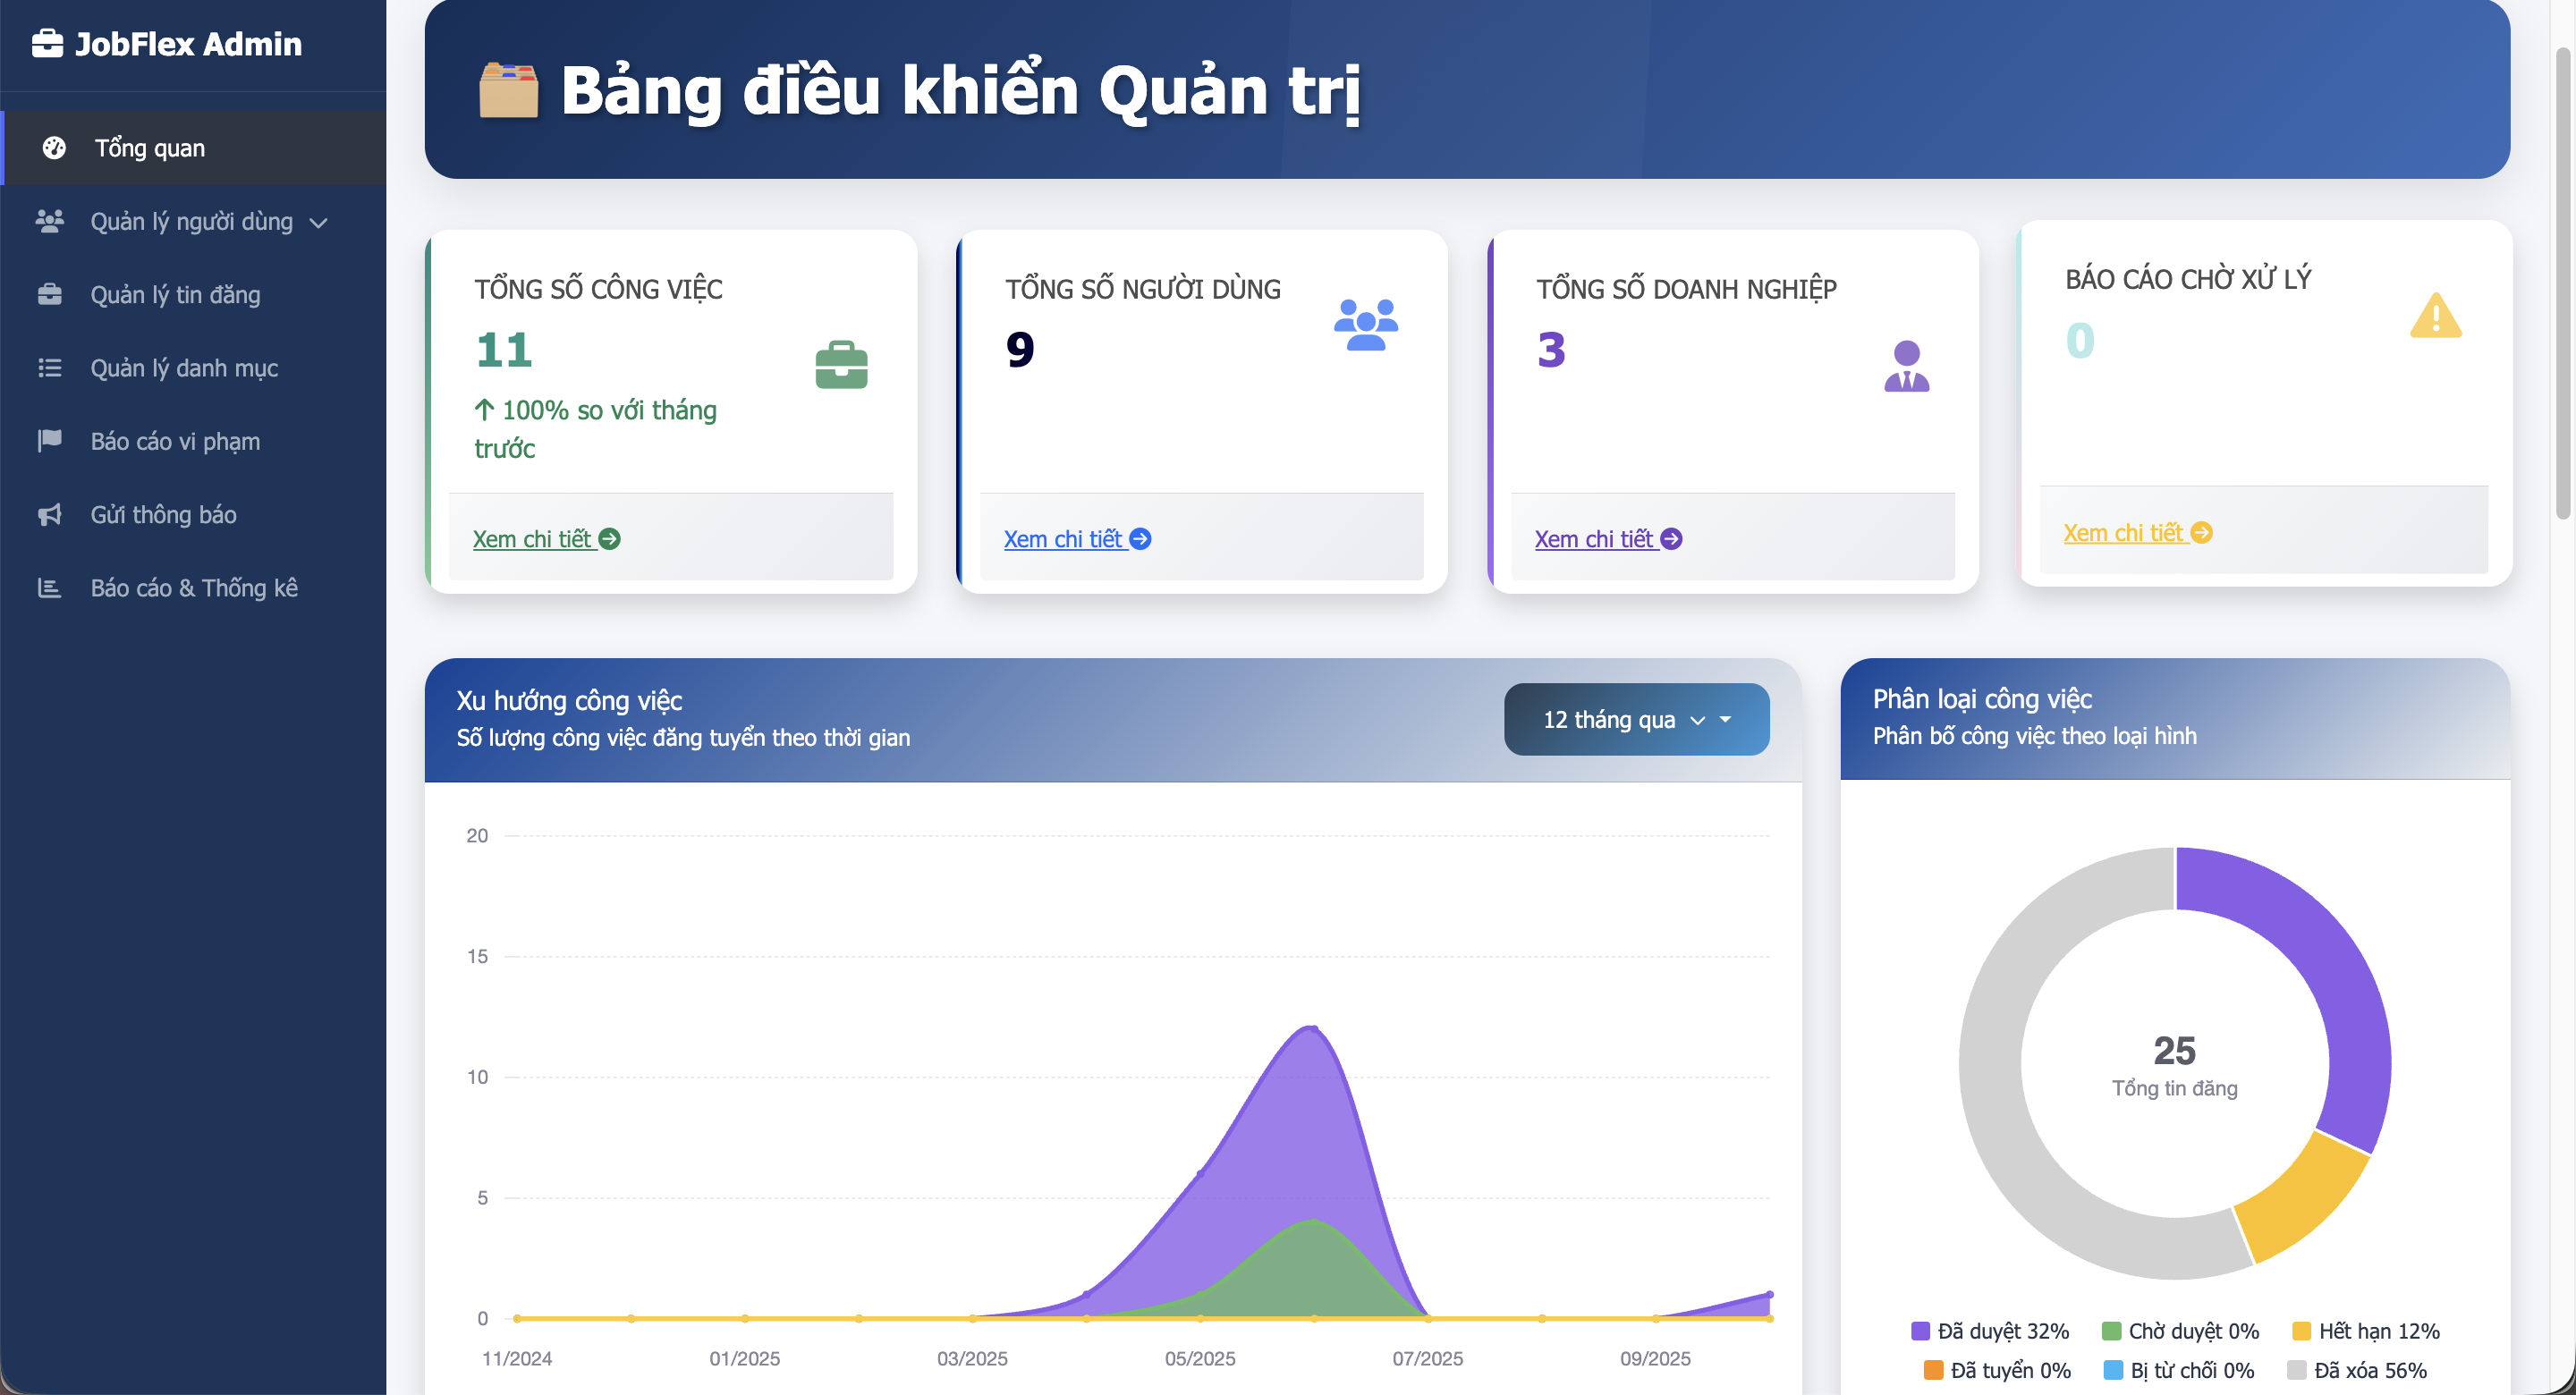 JobFlex Admin
Tổng quan
Quản lý người dùng
Quản lý tin đăng
Quản lý danh mục
Báo cáo vi phạm
Gửi thông báo
Báo cáo & Thống kê
Bảng điều khiển Quản trị
TỔNG SỐ CÔNG VIỆC
11
100% so với tháng
trước
Xem chi tiết
TỔNG SỐ NGƯỜI DÙNG
9
Xem chi tiết
TỔNG SỐ DOANH NGHIỆP
3
Xem chi tiết
BÁO CÁO CHỜ XỬ LÝ
0
Xem chi tiết
Xu hướng công việc
Số lượng công việc đăng tuyển theo thời gian
12 tháng qua
20
15
10
5
0
11/2024 01/2025 03/2025 05/2025 07/2025 09/2025
Phân loại công việc
Phân bố công việc theo loại hình
25
Tổng tin đăng
Đã duyệt 32% Chờ duyệt 0% Hết hạn 12%
Đã tuyển 0% Bị từ chối 0% Đã xóa 56%